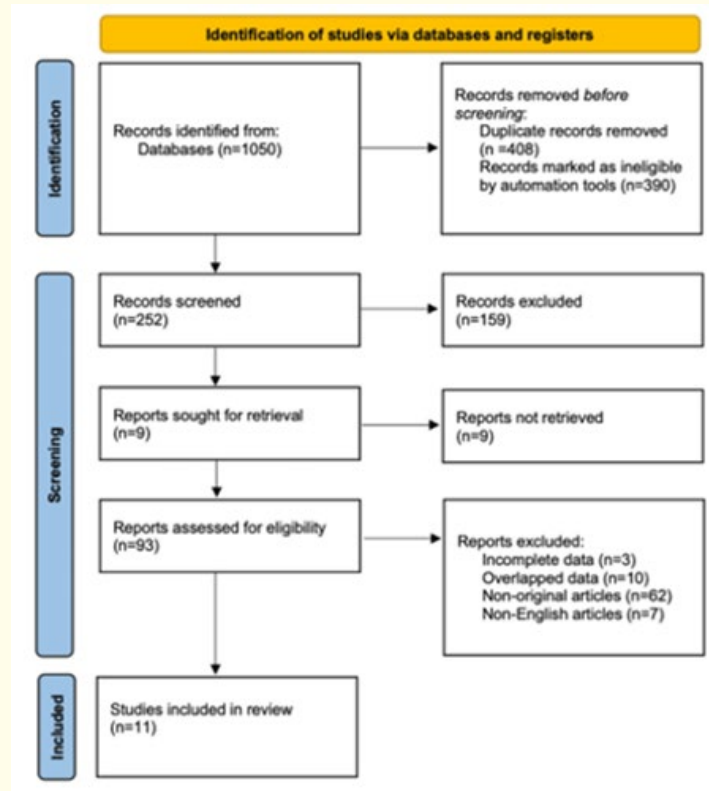 Identification of studies via databases and registers
Identification
Records identified from:
Databases (n=1050)
Records removed before
screening:
Duplicate records removed
(n =408)
Records marked as ineligible
by automation tools (n=390)
Screening
Records screened
(n=252)
Records excluded
(n=159)
Reports sought for retrieval
(n=9)
Reports not retrieved
(n=9)
Reports assessed for eligibility
(n=93)
Reports excluded:
Incomplete data (n=3)
Overlapped data (n=10)
Non-original articles (n=62)
Non-English articles (n=7)
Included
Studies included in review
(n=11)